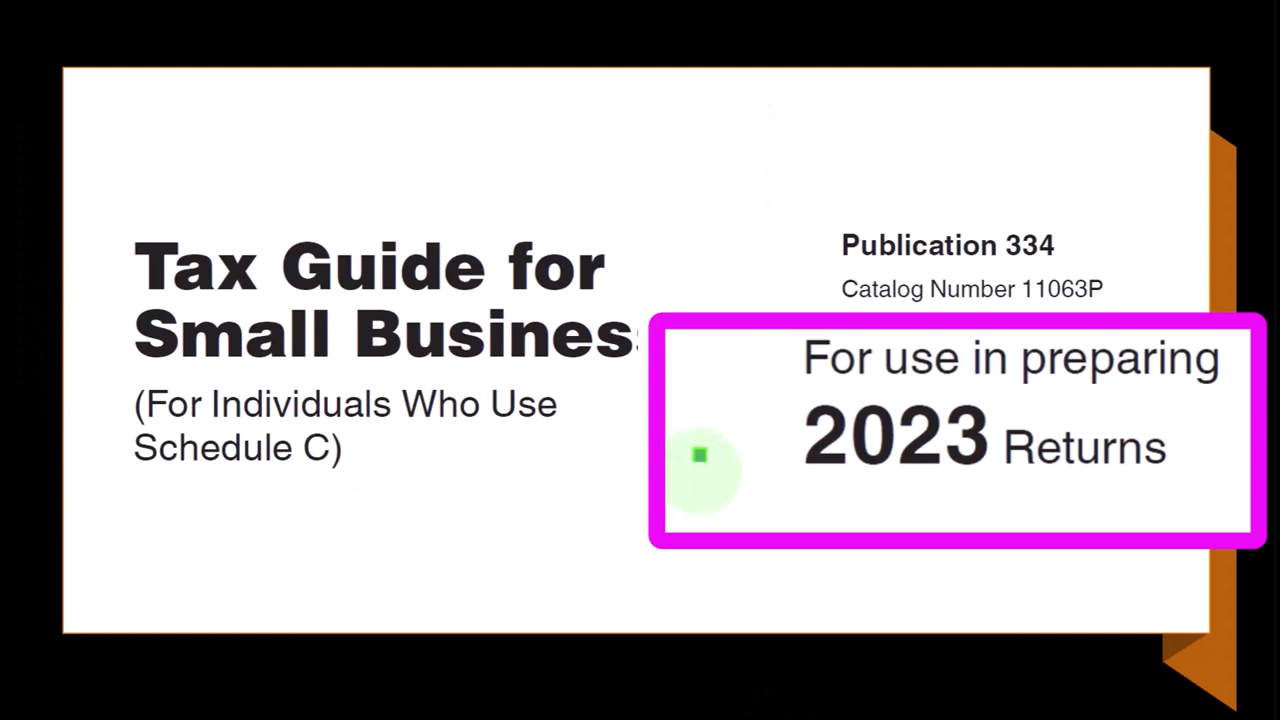 Tax Guide for
Small Business
(For Individuals Who Use
Schedule C)
Publication 334
Catalog Number 11063P
For use in preparing
2023 Returns